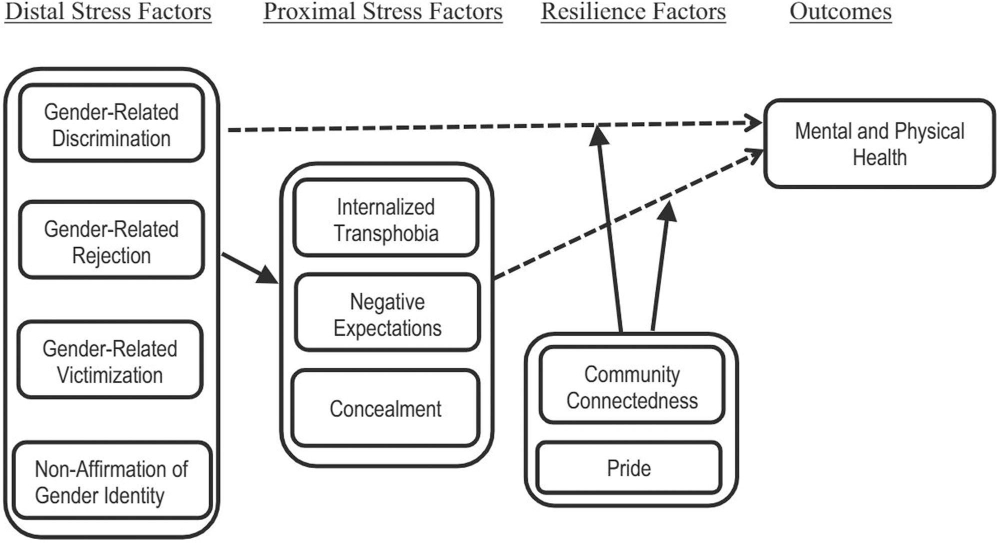 Distal Stress Factors
Proximal Stress Factors
Resilience Factors
Outcomes
Gender-Related
Discrimination
Gender-Related
Rejection
Gender-Related
Victimization
Non-Affirmation of
Gender Identity
Internalized
Transphobia
Negative
Expectations
Concealment
Community
Connectedness
Pride
Mental and Physical
Health